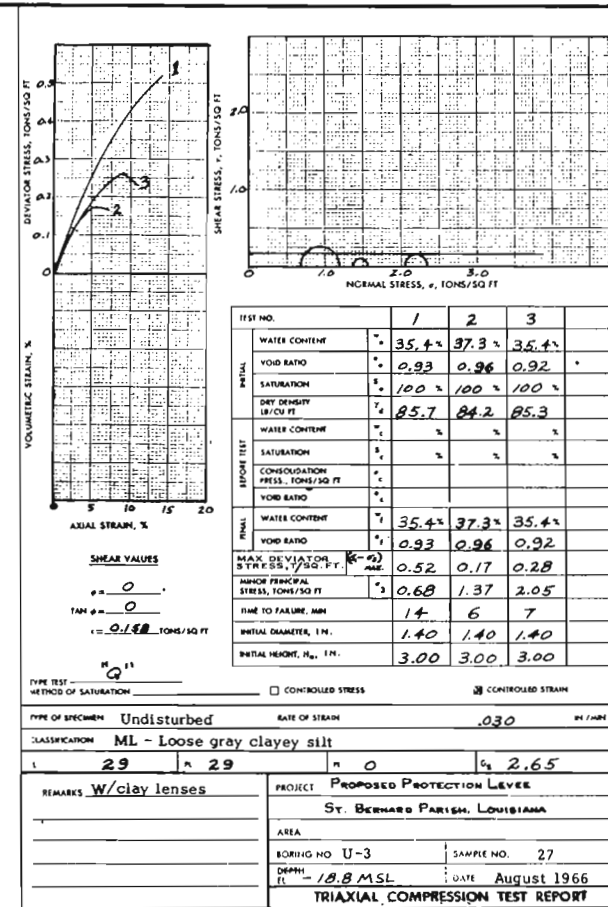 DEVIATOR STRESS, TONS/SQ FT
0.5
0.4
0.3
0.2
0.1
0
1
3
2
SHEAR STRESS, τ, TONS/SQ FT
2.0
1.0
0
1.0
2.0
3.0
NORMAL STRESS, σ, TONS/SQ FT
VOLUMETRIC STRAIN, %
0 5 10 15 20
AXIAL STRAIN, %
SHEAR VALUES
φ = 0 °
TAN φ = 0
TONS/SQ FT
"Q"
TYPE TEST
METHOD OF SATURATION
CONTROLLED STRESS
CONTROLLED STRAIN
TEST NO. 1 2 3
INITIAL
WATER CONTENT 35.4% 37.3% 35.4%
VOID RATIO 0.93 0.96 0.92
SATURATION 100% 100% 100%
DRY DENSITY LB/CU FT 85.7 84.2 85.3
BEFORE TEST
WATER CONTENT % % %
SATURATION % % %
CONSOLIDATION PRESS., TONS/SQ FT
VOID RATIO
FINAL
WATER CONTENT 35.4% 37.3% 35.4%
VOID RATIO 0.93 0.96 0.92
MAX DEVIATOR STRESS, T/SQ. FT. MAX. 0.52 0.17 0.28
MINOR PRINCIPAL STRESS, TONS/SQ FT 0.68 1.37 2.05
TIME TO FAILURE, MIN 14 6 7
INITIAL DIAMETER, IN. 1.40 1.40 1.40
INITIAL HEIGHT, H₀, IN. 3.00 3.00 3.00
TYPE OF SPECIMEN Undisturbed RATE OF STRAIN .030 IN / MIN
CLASSIFICATION ML - Loose gray clayey silt
29 29 0 Gs 2.65
REMARKS W/clay lenses
PROJECT PROPOSED PROTECTION LEVEE
ST. BERNARD PARISH, LOUISIANA
AREA
BORING NO U-3 SAMPLE NO. 27
DEPTH FT -18.8 MSL DATE August 1966
TRIAXIAL COMPRESSION TEST REPORT